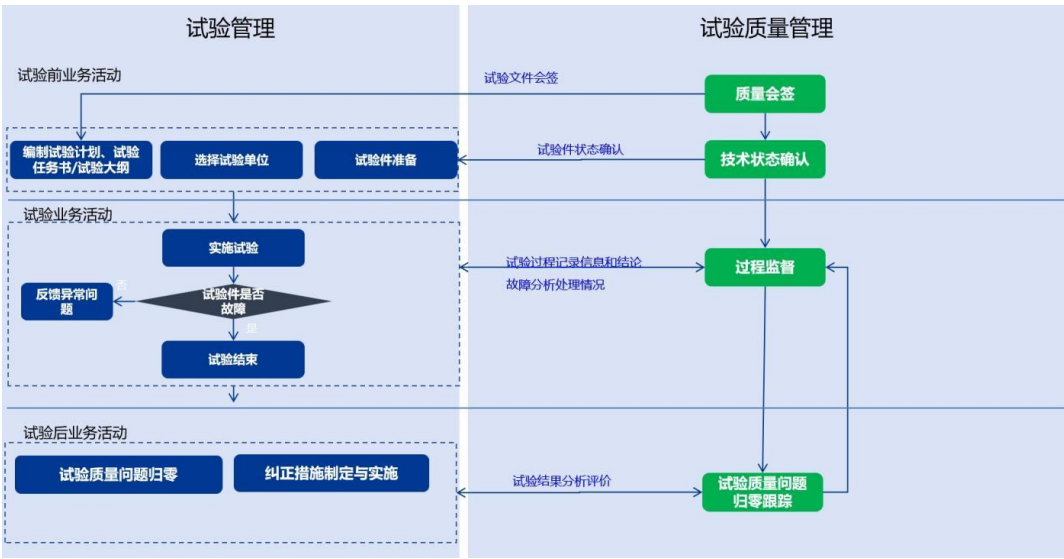 试验管理
试验质量管理
试验前业务活动
试验文件会签
质量会签
编制试验计划、试验
任务书/试验大纲
选择试验单位
试验件准备
试验件状态确认
技术状态确认
试验业务活动
实施试验
试验过程记录信息和结论
故障分析处理情况
过程监督
反馈异常问
题
否
试验件是否
故障
是
试验结束
试验后业务活动
试验质量问题归零
纠正措施制定与实施
试验结果分析评价
试验质量问题
归零跟踪